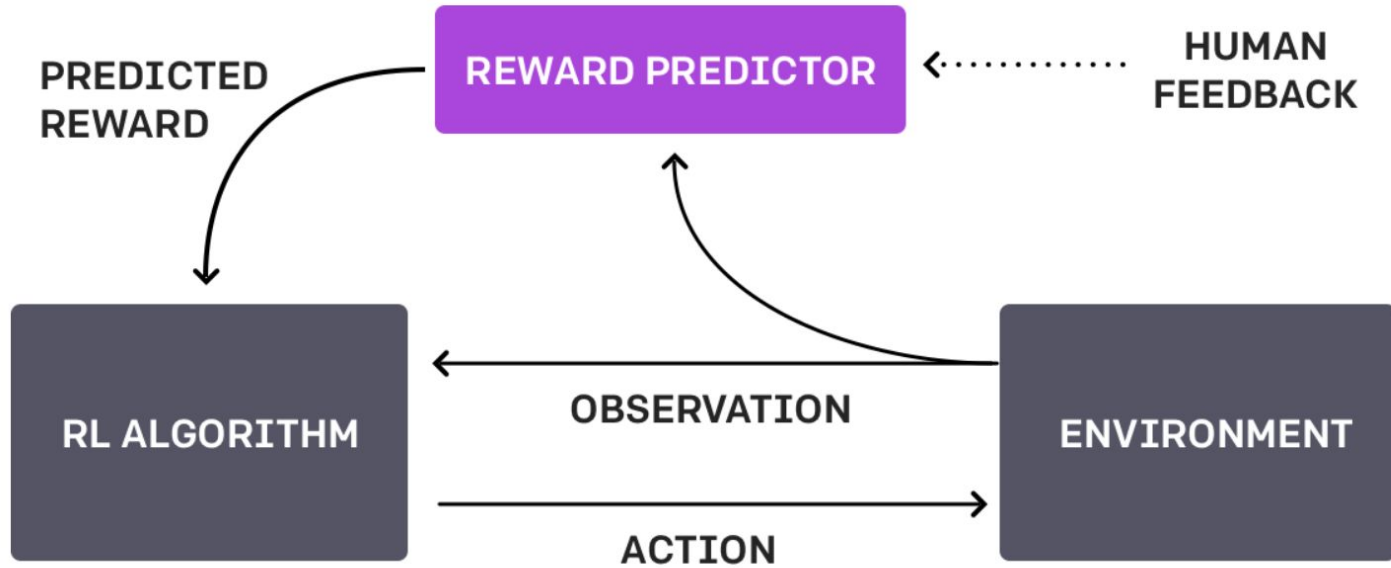 PREDICTED
REWARD
REWARD PREDICTOR
HUMAN
FEEDBACK
RL ALGORITHM
OBSERVATION
ACTION
ENVIRONMENT